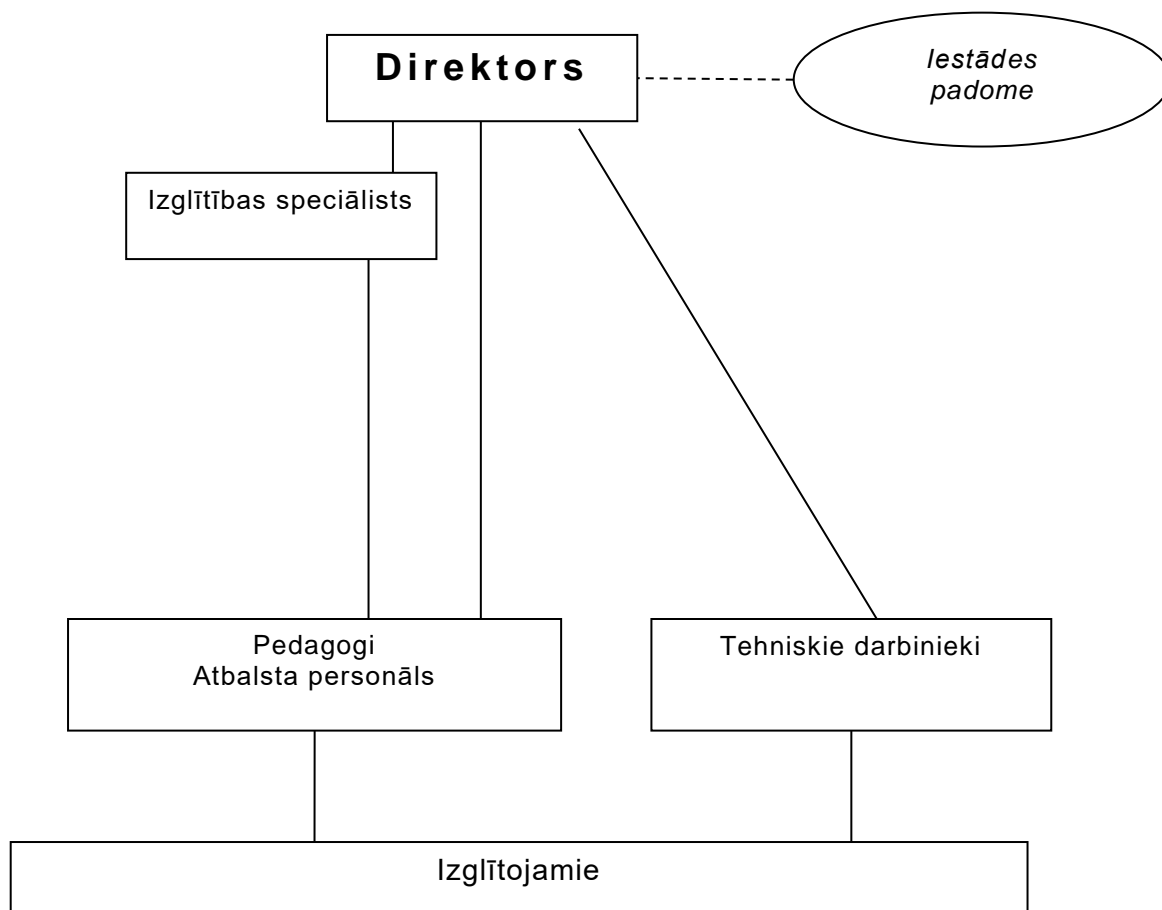 Direktors
Iestādes
padome
Izglītības speciālists
Pedagogi
Atbalsta personāls
Tehniskie darbinieki
Izglītojamie